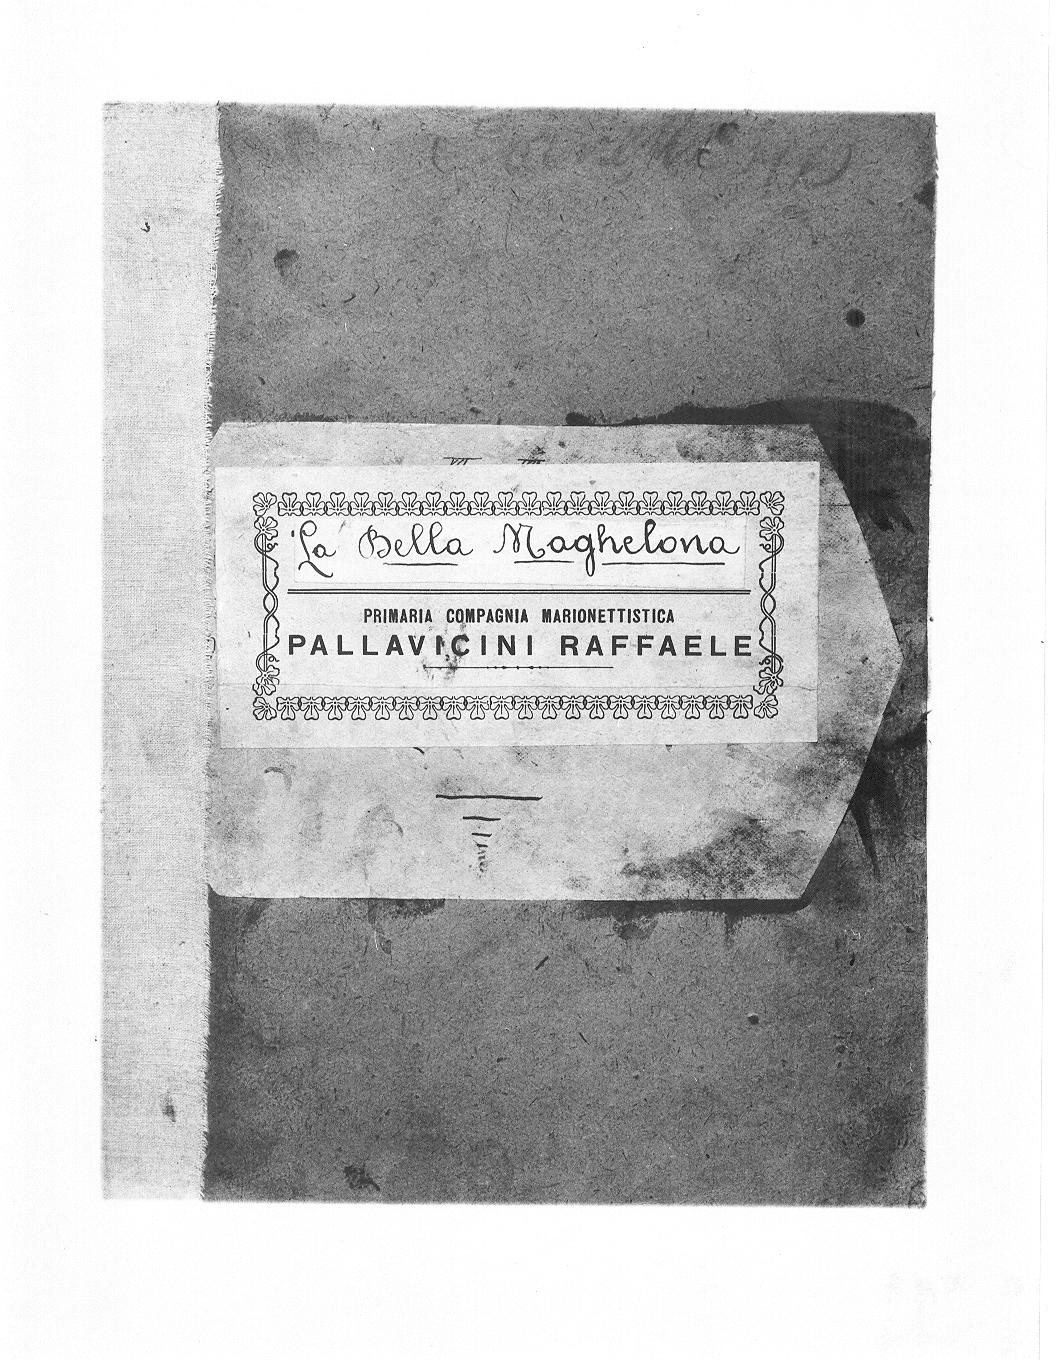 La Bella Maghelona
PRIMARIA COMPAGNIA MARIONETTISTICA
PALLAVICINI RAFFAELE